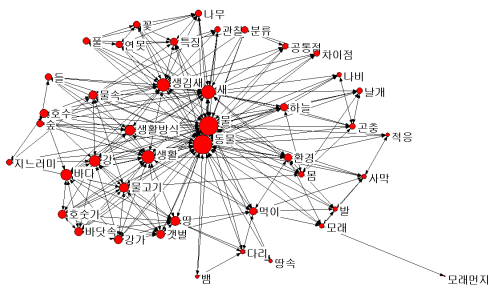 나무
꽃
관찰
분류
풀
연못
특징
공통점
차이점
들
생김새
새
나비
날개
물속
하늘
호수
숲
물
곤충
생활방식
적응
동물
지느러미
강
생활
환경
바다
몸
사막
물고기
호숫가
땅
먹이
발
바닷속
강가
갯벌
모래
다리
땅속
뱀
모래먼지